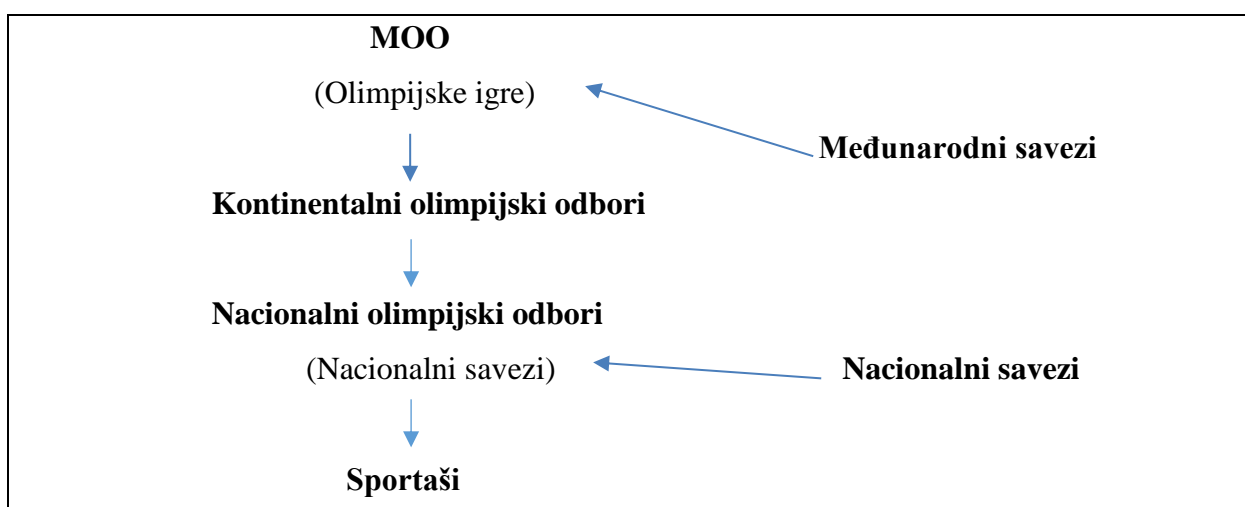 MOO
(Olimpijske igre)
Međunarodni savezi
Kontinentalni olimpijski odbori
Nacionalni olimpijski odbori
(Nacionalni savezi)
Nacionalni savezi
Sportaši